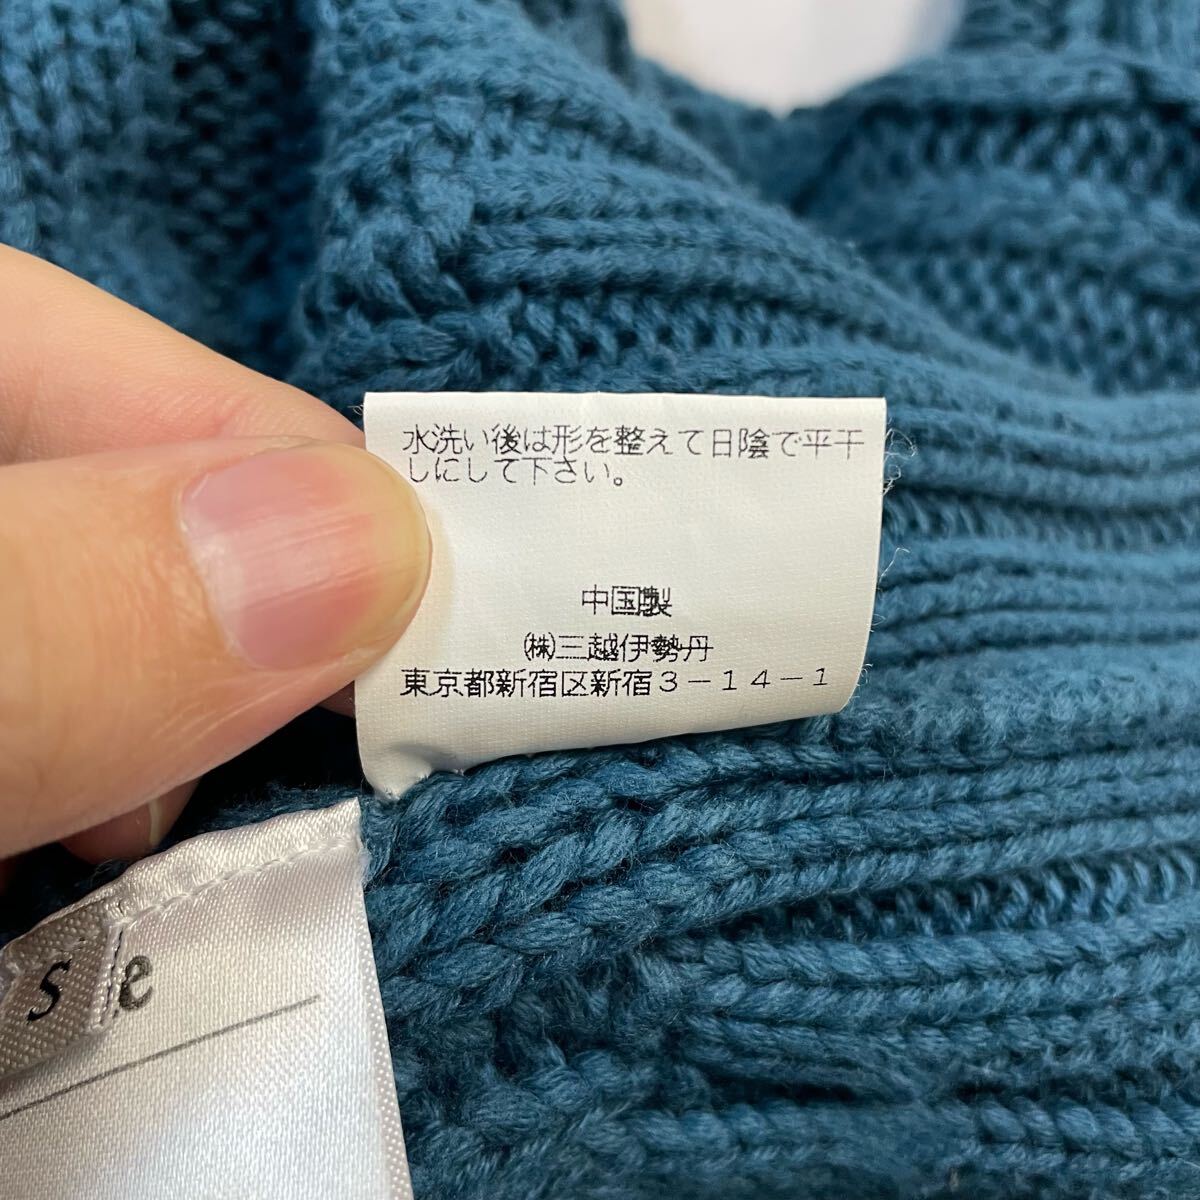 水洗い後は形を整えて日陰で平干
しにして下さい。
中国製
㈱三越伊勢丹
東京都新宿区新宿3-14-1
S
e